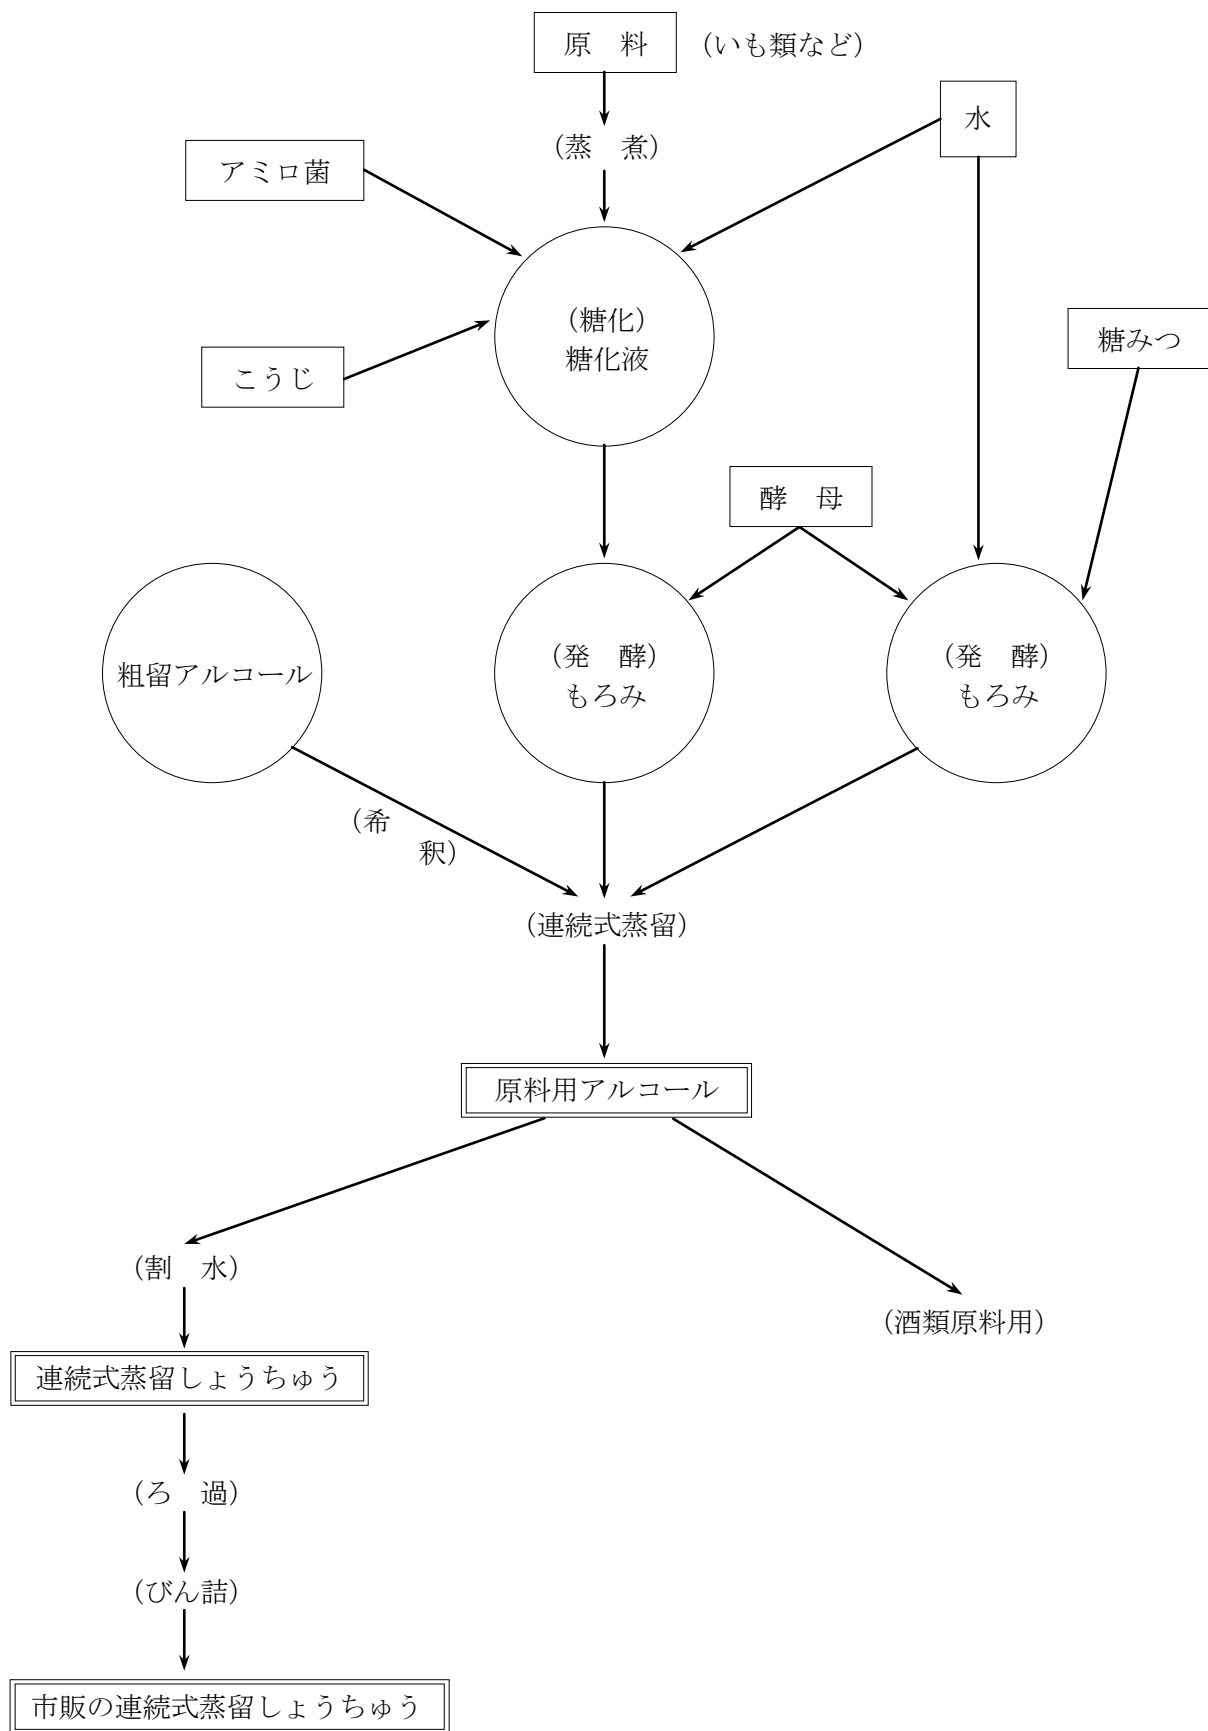 原　料
（いも類など）
（蒸　煮）
水
アミロ菌
（糖化）
糖化液
糖みつ
こうじ
酵　母
粗留アルコール
（発　酵）
もろみ
（発　酵）
もろみ
（希
釈）
（連続式蒸留）
原料用アルコール
（割　水）
（酒類原料用）
連続式蒸留しょうちゅう
（ろ　過）
（びん詰）
市販の連続式蒸留しょうちゅう